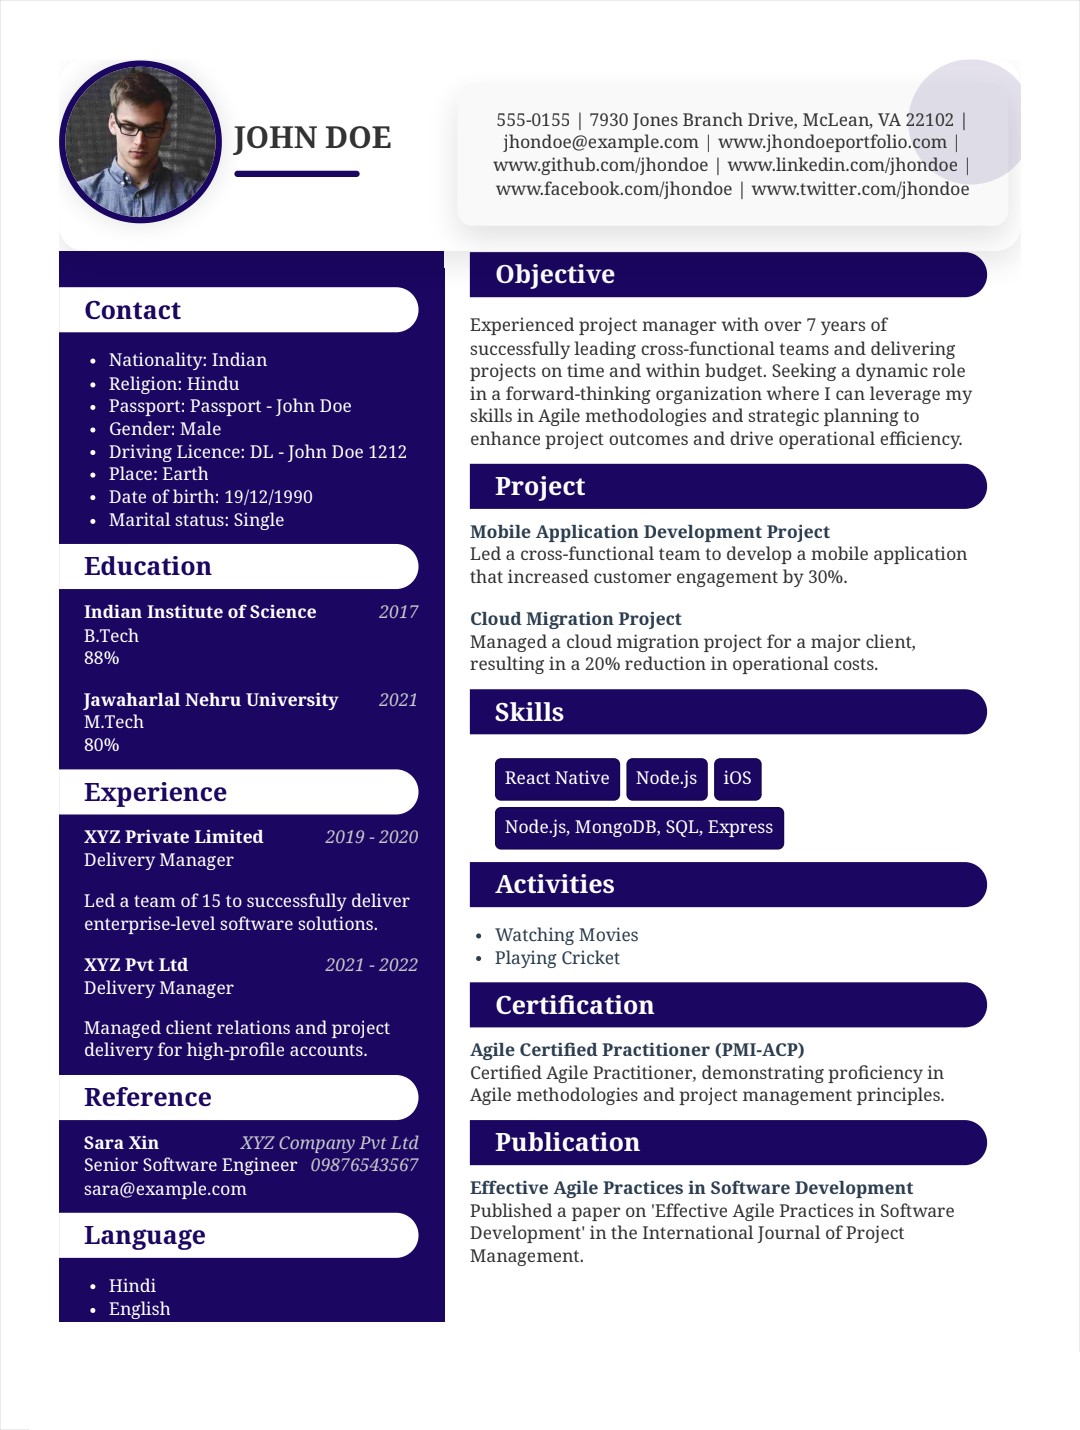 JOHN DOE
555-0155 | 7930 Jones Branch Drive, McLean, VA 22102 |
jhondoe@example.com | www.jhondoeportfolio.com |
www.github.com/jhondoe | www.linkedin.com/jhondoe |
www.facebook.com/jhondoe | www.twitter.com/jhondoe
Contact
• Nationality: Indian
• Religion: Hindu
• Passport: Passport - John Doe
• Gender: Male
• Driving Licence: DL - John Doe 1212
• Place: Earth
• Date of birth: 19/12/1990
• Marital status: Single
Education
Indian Institute of Science 2017
B.Tech
88%
Jawaharlal Nehru University 2021
M.Tech
80%
Experience
XYZ Private Limited 2019 - 2020
Delivery Manager
Led a team of 15 to successfully deliver
enterprise-level software solutions.
XYZ Pvt Ltd 2021 - 2022
Delivery Manager
Managed client relations and project
delivery for high-profile accounts.
Reference
Sara Xin XYZ Company Pvt Ltd
Senior Software Engineer 09876543567
sara@example.com
Language
• Hindi
• English
Objective
Experienced project manager with over 7 years of
successfully leading cross-functional teams and delivering
projects on time and within budget. Seeking a dynamic role
in a forward-thinking organization where I can leverage my
skills in Agile methodologies and strategic planning to
enhance project outcomes and drive operational efficiency.
Project
Mobile Application Development Project
Led a cross-functional team to develop a mobile application
that increased customer engagement by 30%.
Cloud Migration Project
Managed a cloud migration project for a major client,
resulting in a 20% reduction in operational costs.
Skills
React Native Node.js iOS
Node.js, MongoDB, SQL, Express
Activities
• Watching Movies
• Playing Cricket
Certification
Agile Certified Practitioner (PMI-ACP)
Certified Agile Practitioner, demonstrating proficiency in
Agile methodologies and project management principles.
Publication
Effective Agile Practices in Software Development
Published a paper on 'Effective Agile Practices in Software
Development' in the International Journal of Project
Management.